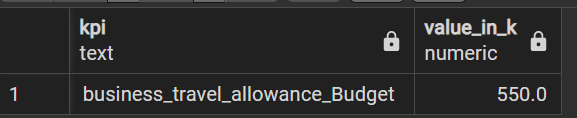 kpi value_in_k
text numeric
1 business_travel_allowance_Budget 550.0